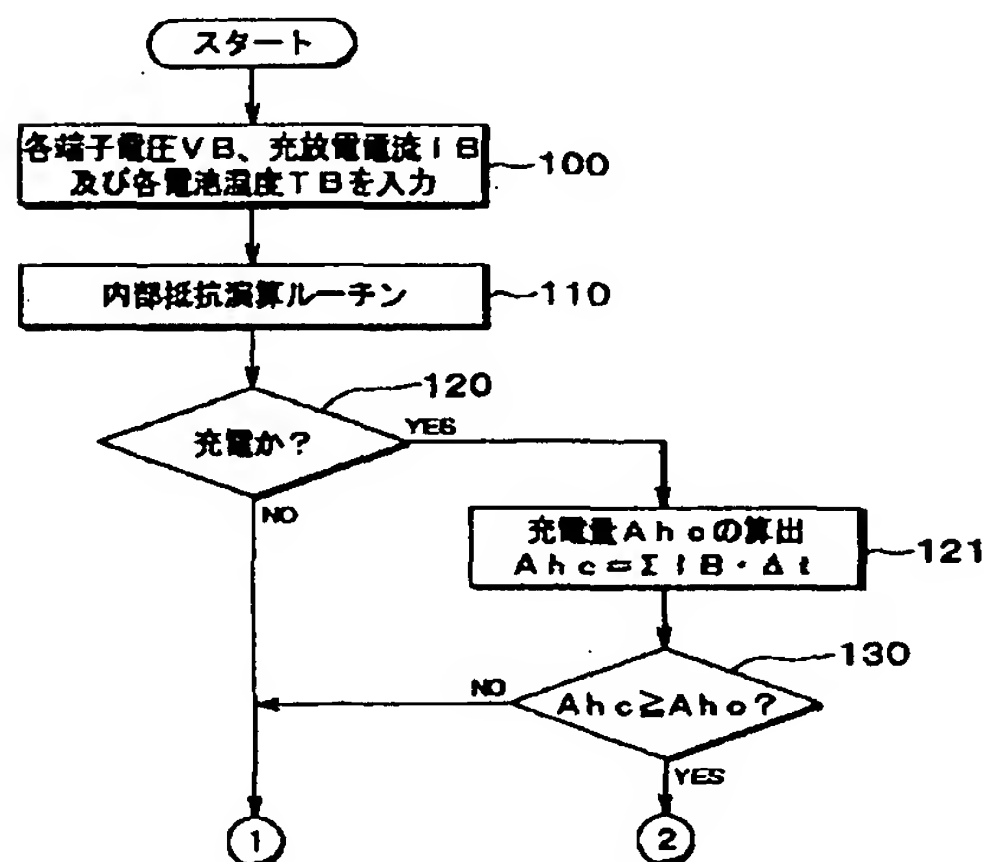 スタート
各端子電圧VB、充放電電流IB
及び各電池温度TBを入力
100
内部抵抗演算ルーチン
110
120
充電か?
YES
NO
充電量Ahcの算出
Ahc=ΣIB・Δt
121
130
Ahc≧Aho?
NO
YES
1
2